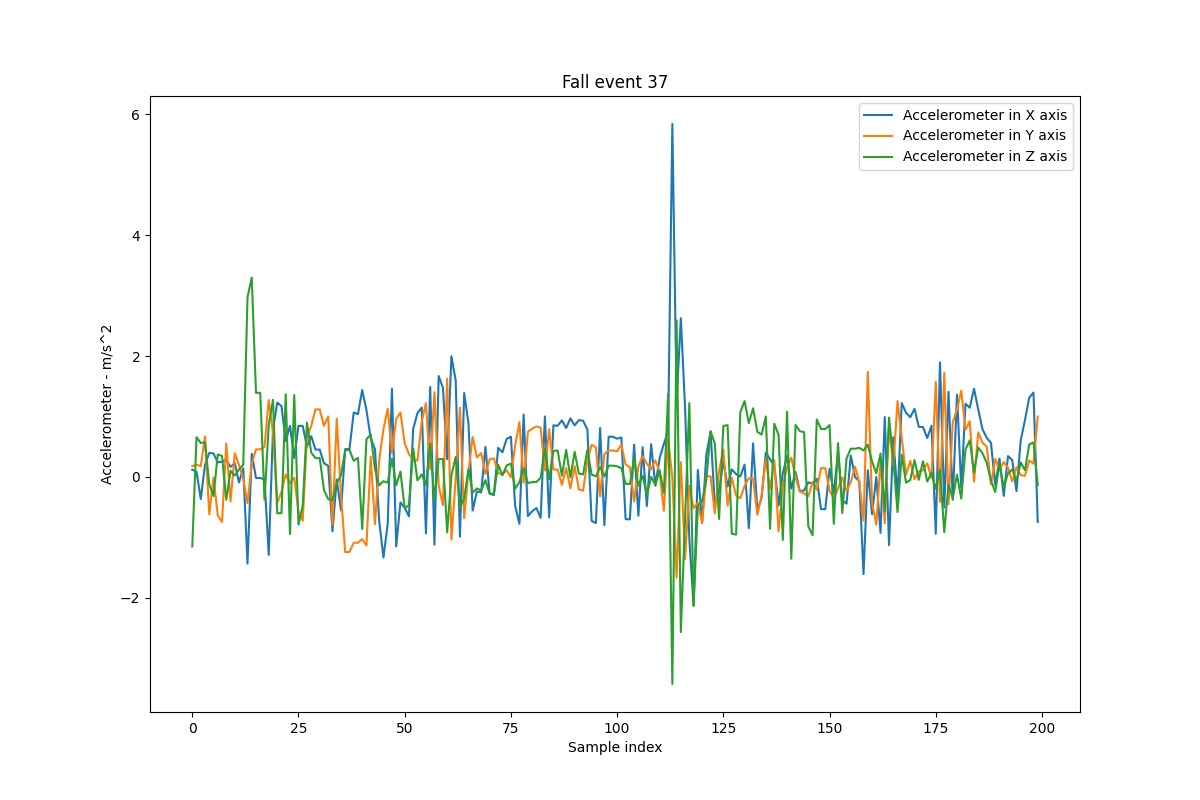 Fall event 37
Accelerometer in X axis
Accelerometer in Y axis
Accelerometer in Z axis
Accelerometer - m/s^2
6
4
2
0
−2
0 25 50 75 100 125 150 175 200
Sample index